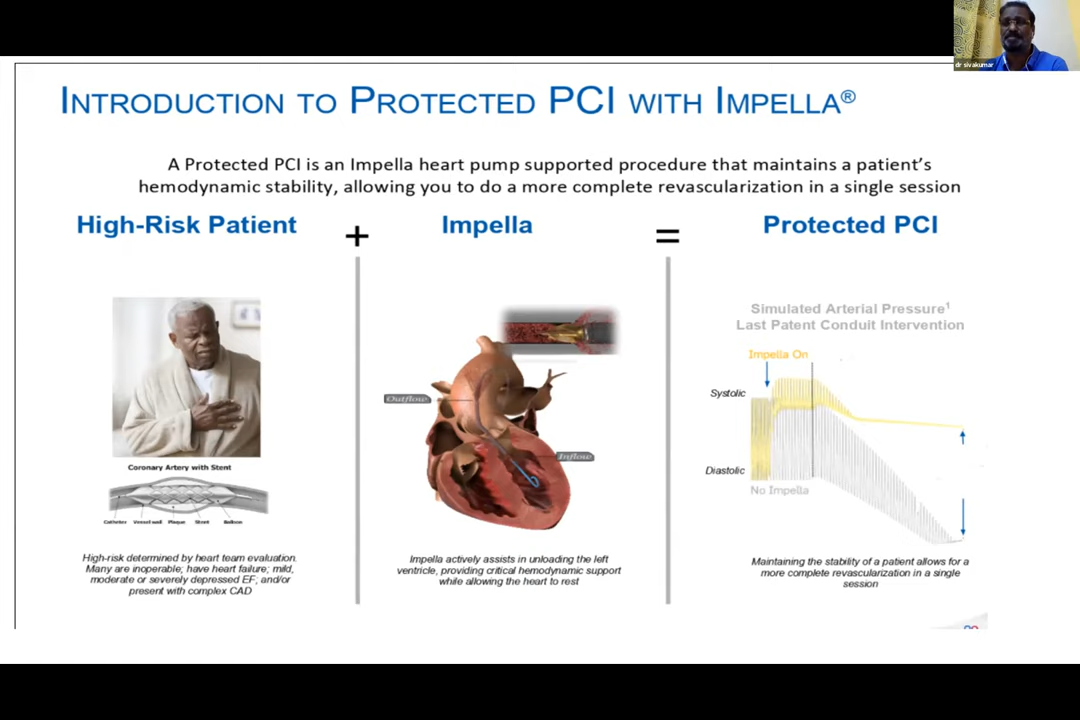 dr sivakumar
INTRODUCTION TO PROTECTED PCI WITH IMPELLA®
A Protected PCI is an Impella heart pump supported procedure that maintains a patient's
hemodynamic stability, allowing you to do a more complete revascularization in a single session
High-Risk Patient
+
Impella
=
Protected PCI
Coronary Artery with Stent
Catheter Vessel wall Plaque Stent Balloon
High-risk determined by heart team evaluation.
Many are inoperable; have heart failure; mild,
moderate or severely depressed EF; and/or
present with complex CAD
Outflow
Inflow
Impella actively assists in unloading the left
ventricle, providing critical hemodynamic support
while allowing the heart to rest
Simulated Arterial Pressure1
Last Patent Conduit Intervention
Impella On
Systolic
Diastolic
No Impella
Maintaining the stability of a patient allows for a
more complete revascularization in a single
session